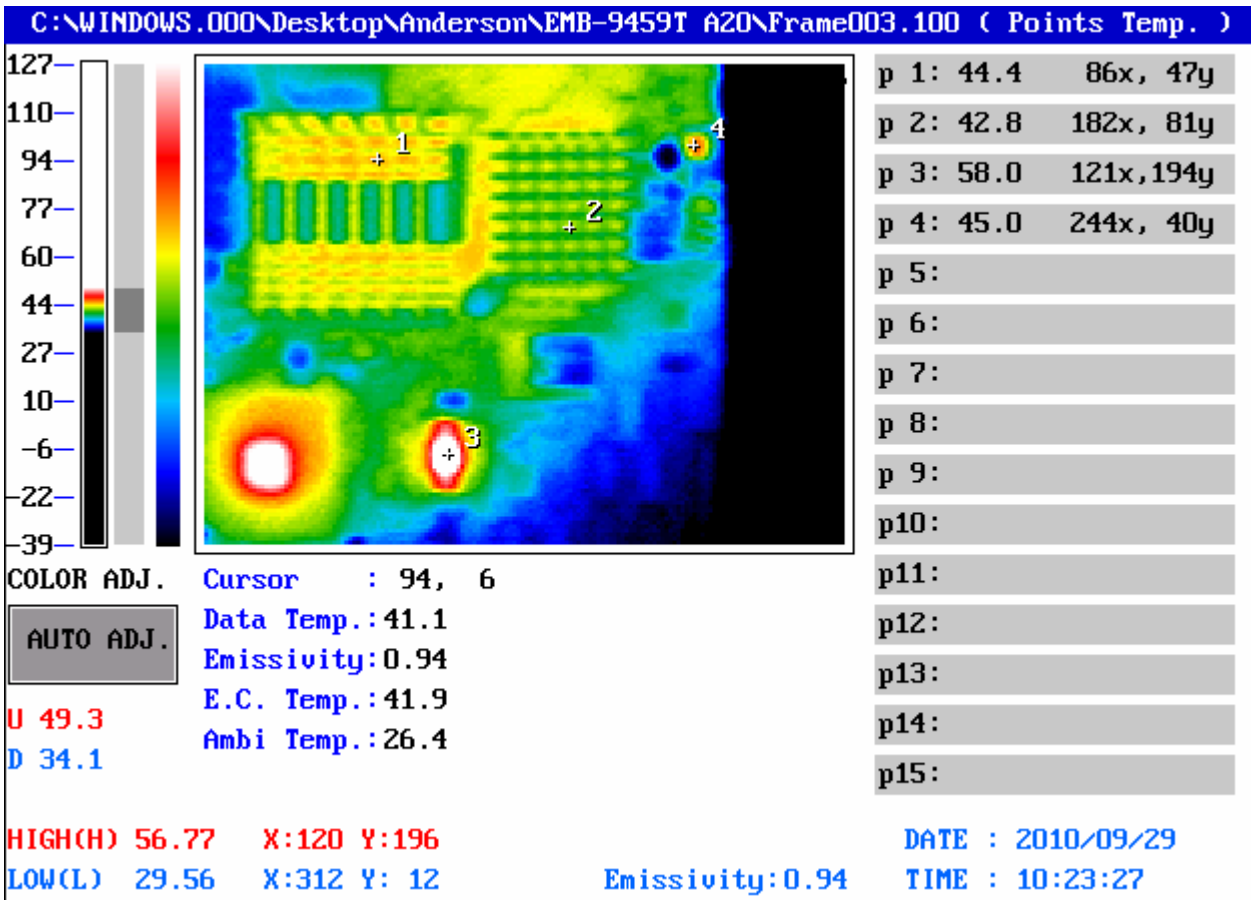 C:\WINDOWS.000\Desktop\Anderson\EMB-9459T A20\Frame003.100 ( Points Temp. )
127
110
94
77
60
44
27
10
-6
-22
-39
1
2
3
4
p 1: 44.4 86x, 47y
p 2: 42.8 182x, 81y
p 3: 58.0 121x,194y
p 4: 45.0 244x, 40y
p 5:
p 6:
p 7:
p 8:
p 9:
p10:
p11:
p12:
p13:
p14:
p15:
COLOR ADJ.
AUTO ADJ.
U 49.3
D 34.1
Cursor : 94, 6
Data Temp.:41.1
Emissivity:0.94
E.C. Temp.:41.9
Ambi Temp.:26.4
HIGH(H) 56.77 X:120 Y:196
LOW(L) 29.56 X:312 Y: 12
Emissivity:0.94
DATE : 2010/09/29
TIME : 10:23:27